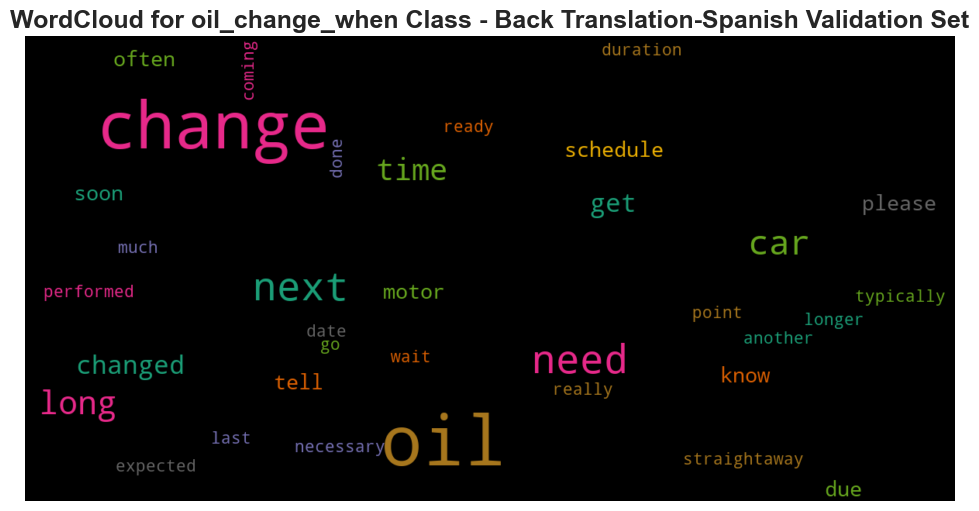 WordCloud for oil_change_when Class - Back Translation-Spanish Validation Set
often
coming
duration
change
ready
done
time
schedule
soon
get
please
much
car
next
performed
motor
typically
point
longer
date
go
another
wait
need
changed
tell
know
really
long
last
necessary
oil
straightaway
expected
due